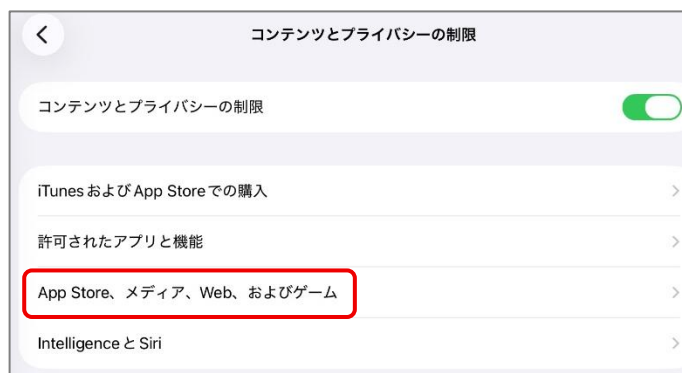 コンテンツとプライバシーの制限
コンテンツとプライバシーの制限
iTunesおよびApp Storeでの購入
許可されたアプリと機能
App Store、メディア、Web、およびゲーム
IntelligenceとSiri